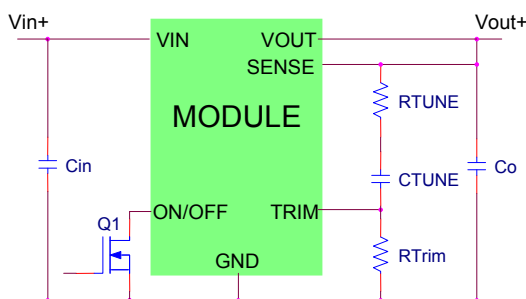 Vin+
Vout+
VIN
VOUT
SENSE
MODULE
RTUNE
Cin
CTUNE
Co
Q1
ON/OFF
TRIM
RTrim
GND